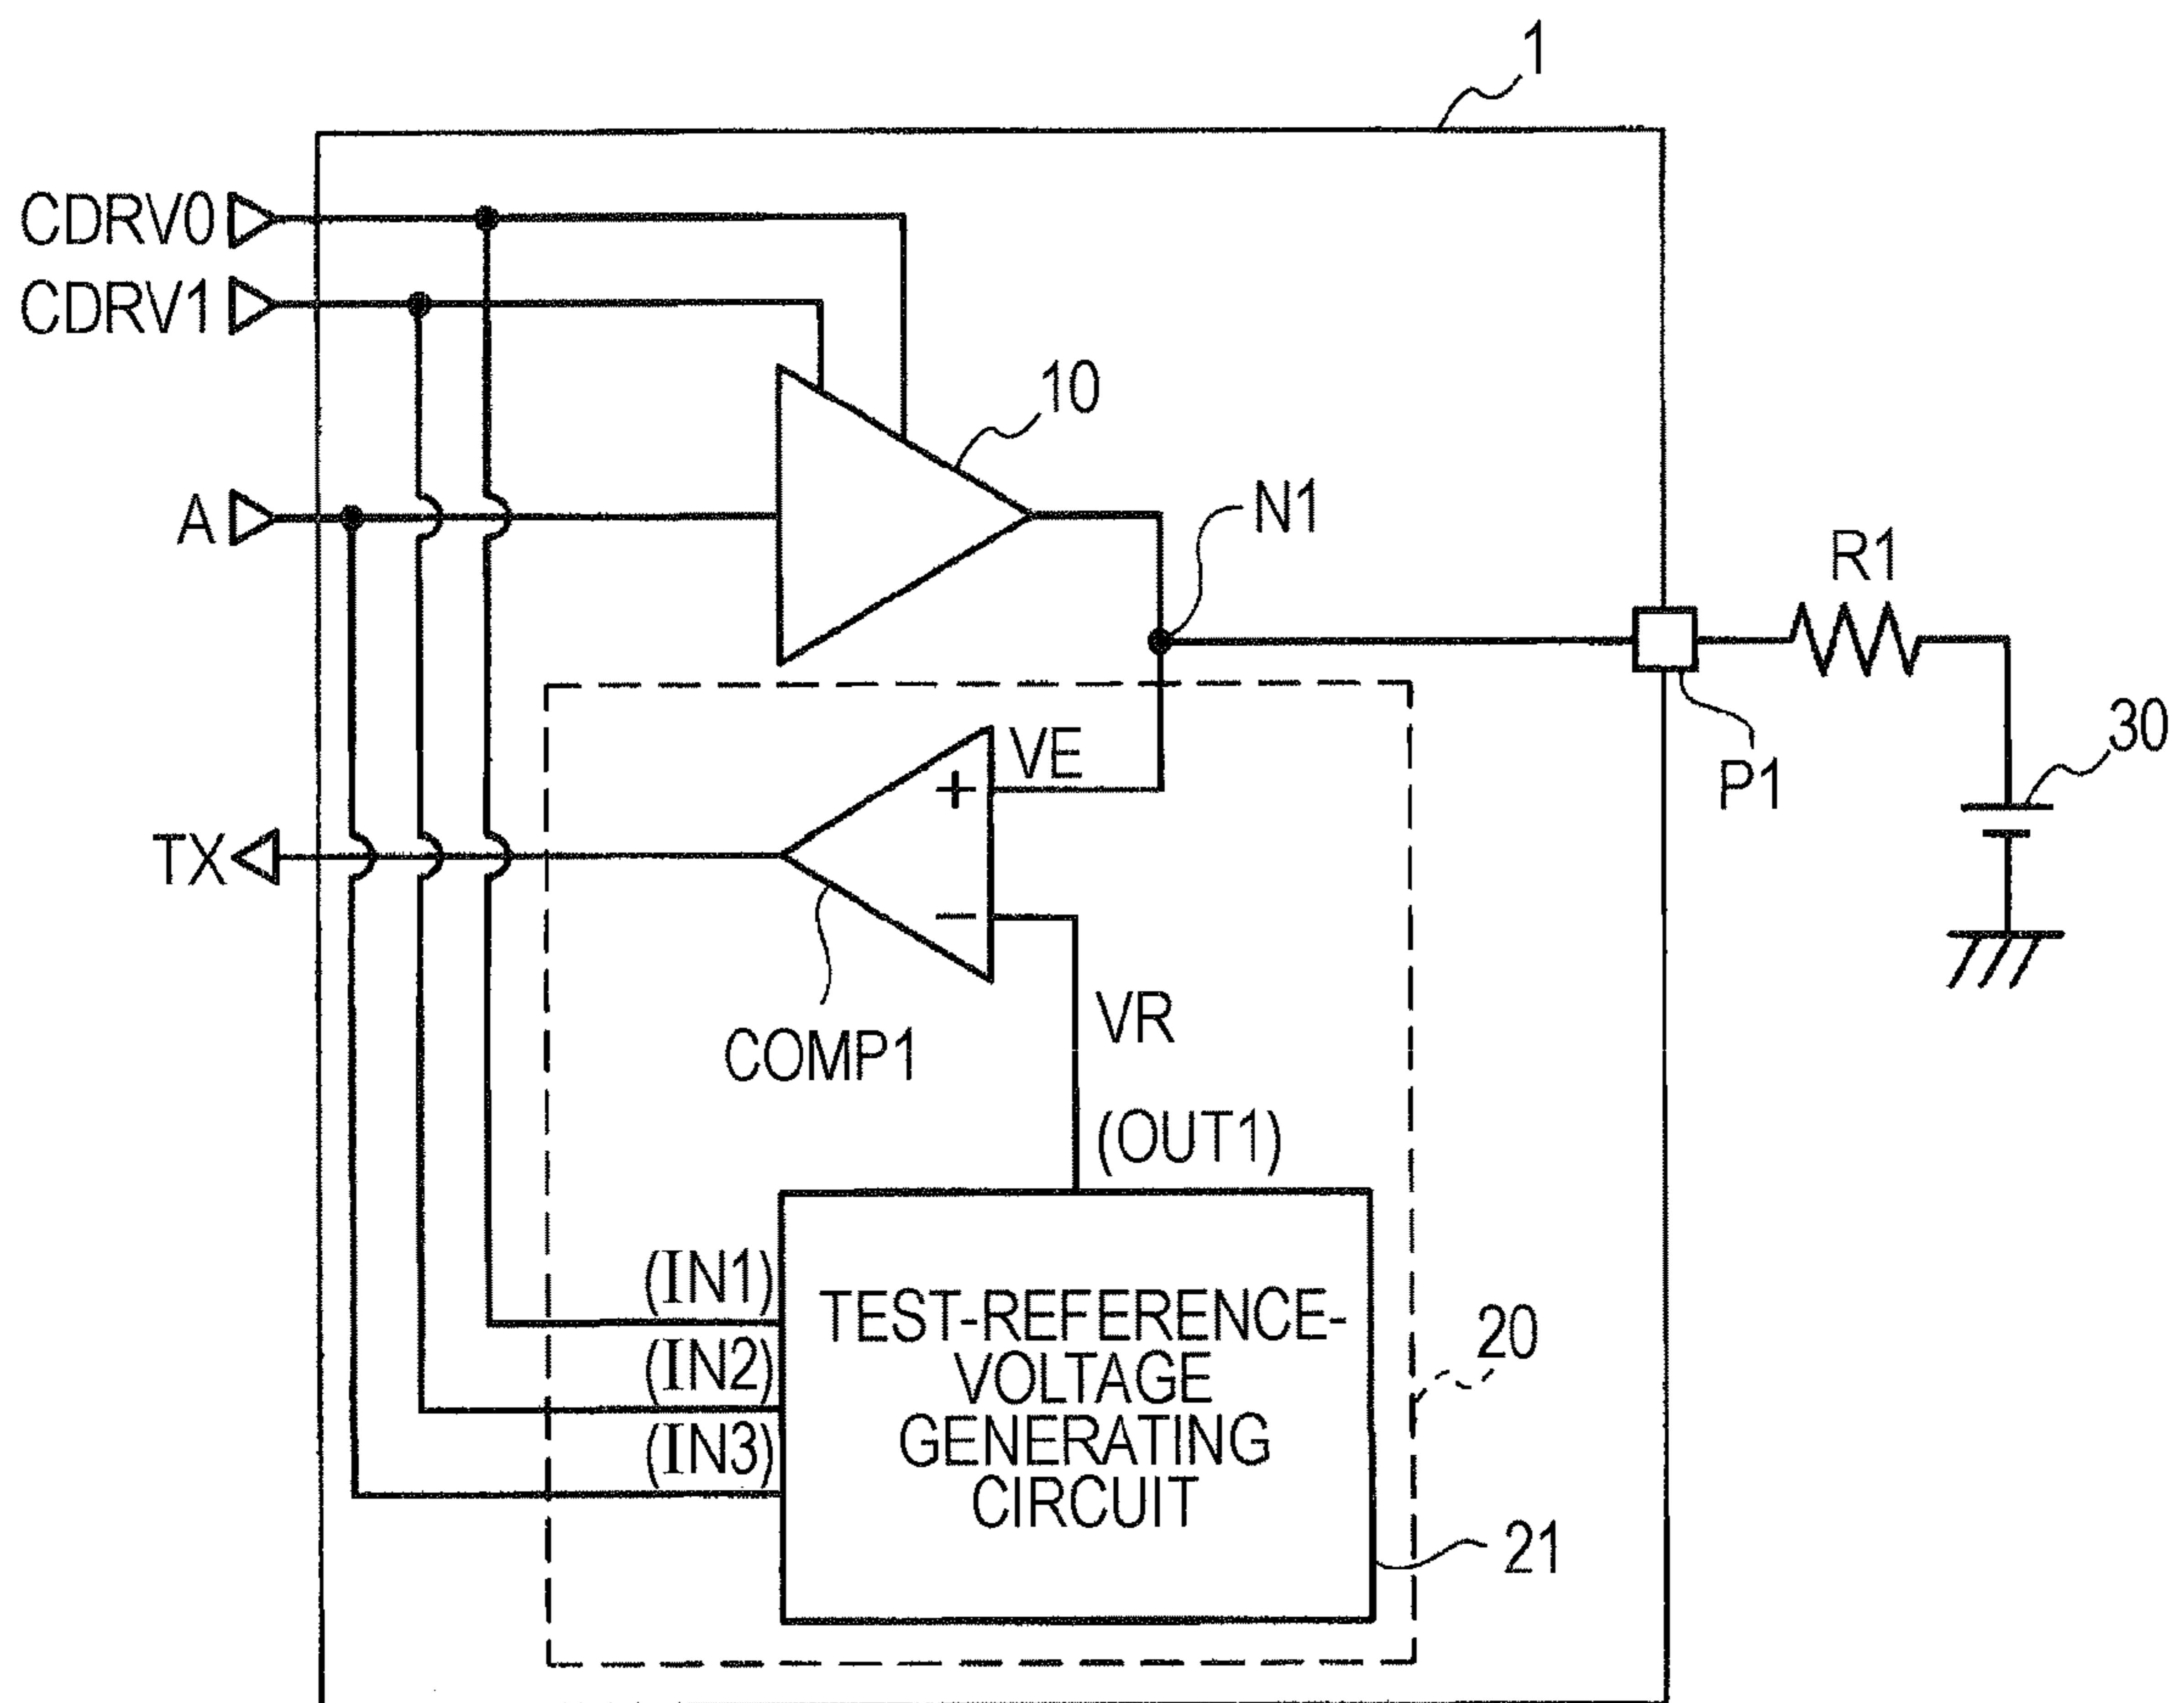 1
CDRV0
CDRV1
10
A
N1
R1
VE
30
P1
TX
+
−
VR
COMP1
(OUT1)
(IN1)
TEST-REFERENCE-
20
(IN2)
VOLTAGE
(IN3)
GENERATING
CIRCUIT
21